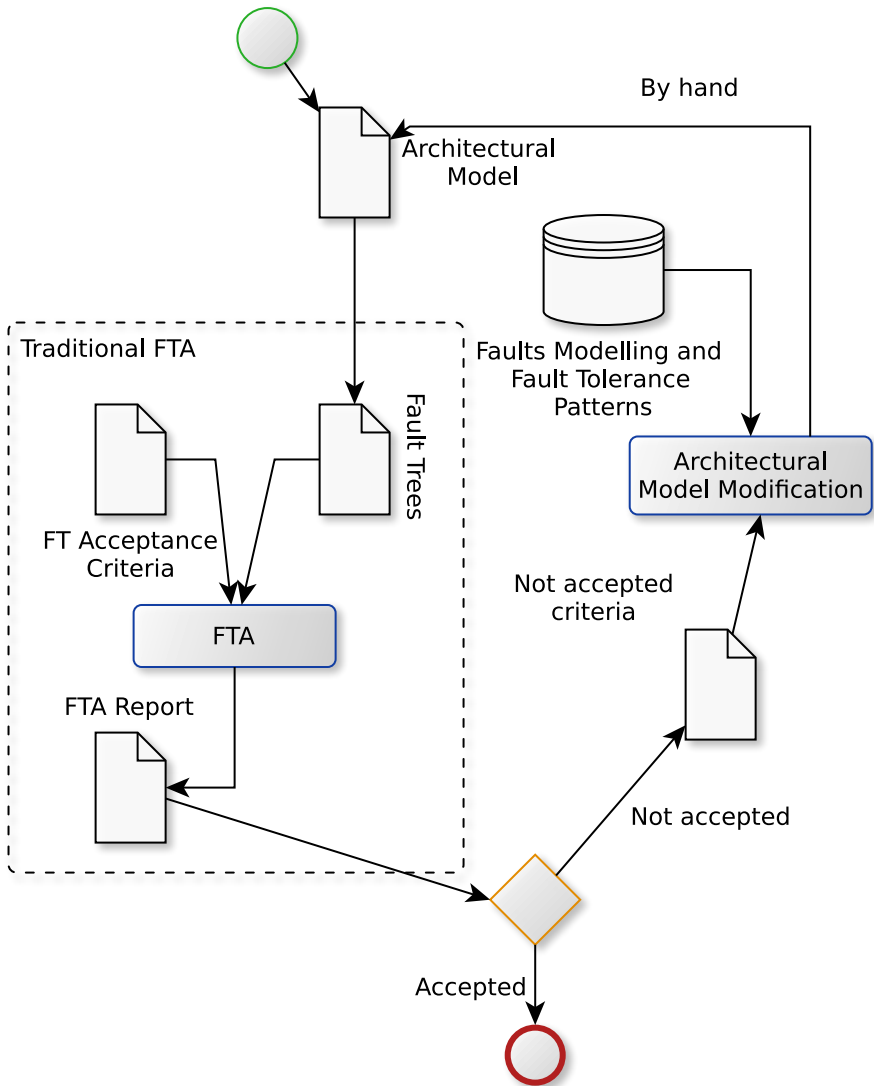 By hand
Architectural
Model
Traditional FTA
Faults Modelling and
Fault Tolerance
Patterns
Fault Trees
Architectural
Model Modification
FT Acceptance
Criteria
Not accepted
criteria
FTA
FTA Report
Not accepted
Accepted